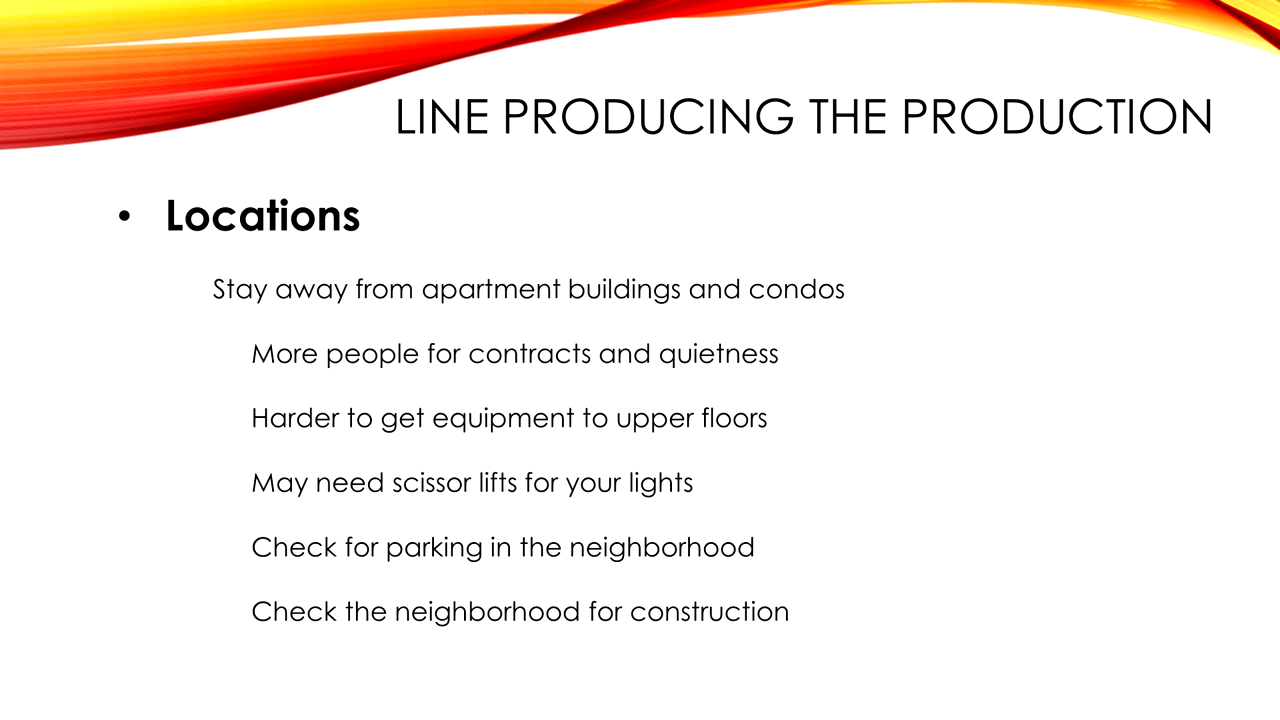 LINE PRODUCING THE PRODUCTION
• Locations
Stay away from apartment buildings and condos
More people for contracts and quietness
Harder to get equipment to upper floors
May need scissor lifts for your lights
Check for parking in the neighborhood
Check the neighborhood for construction